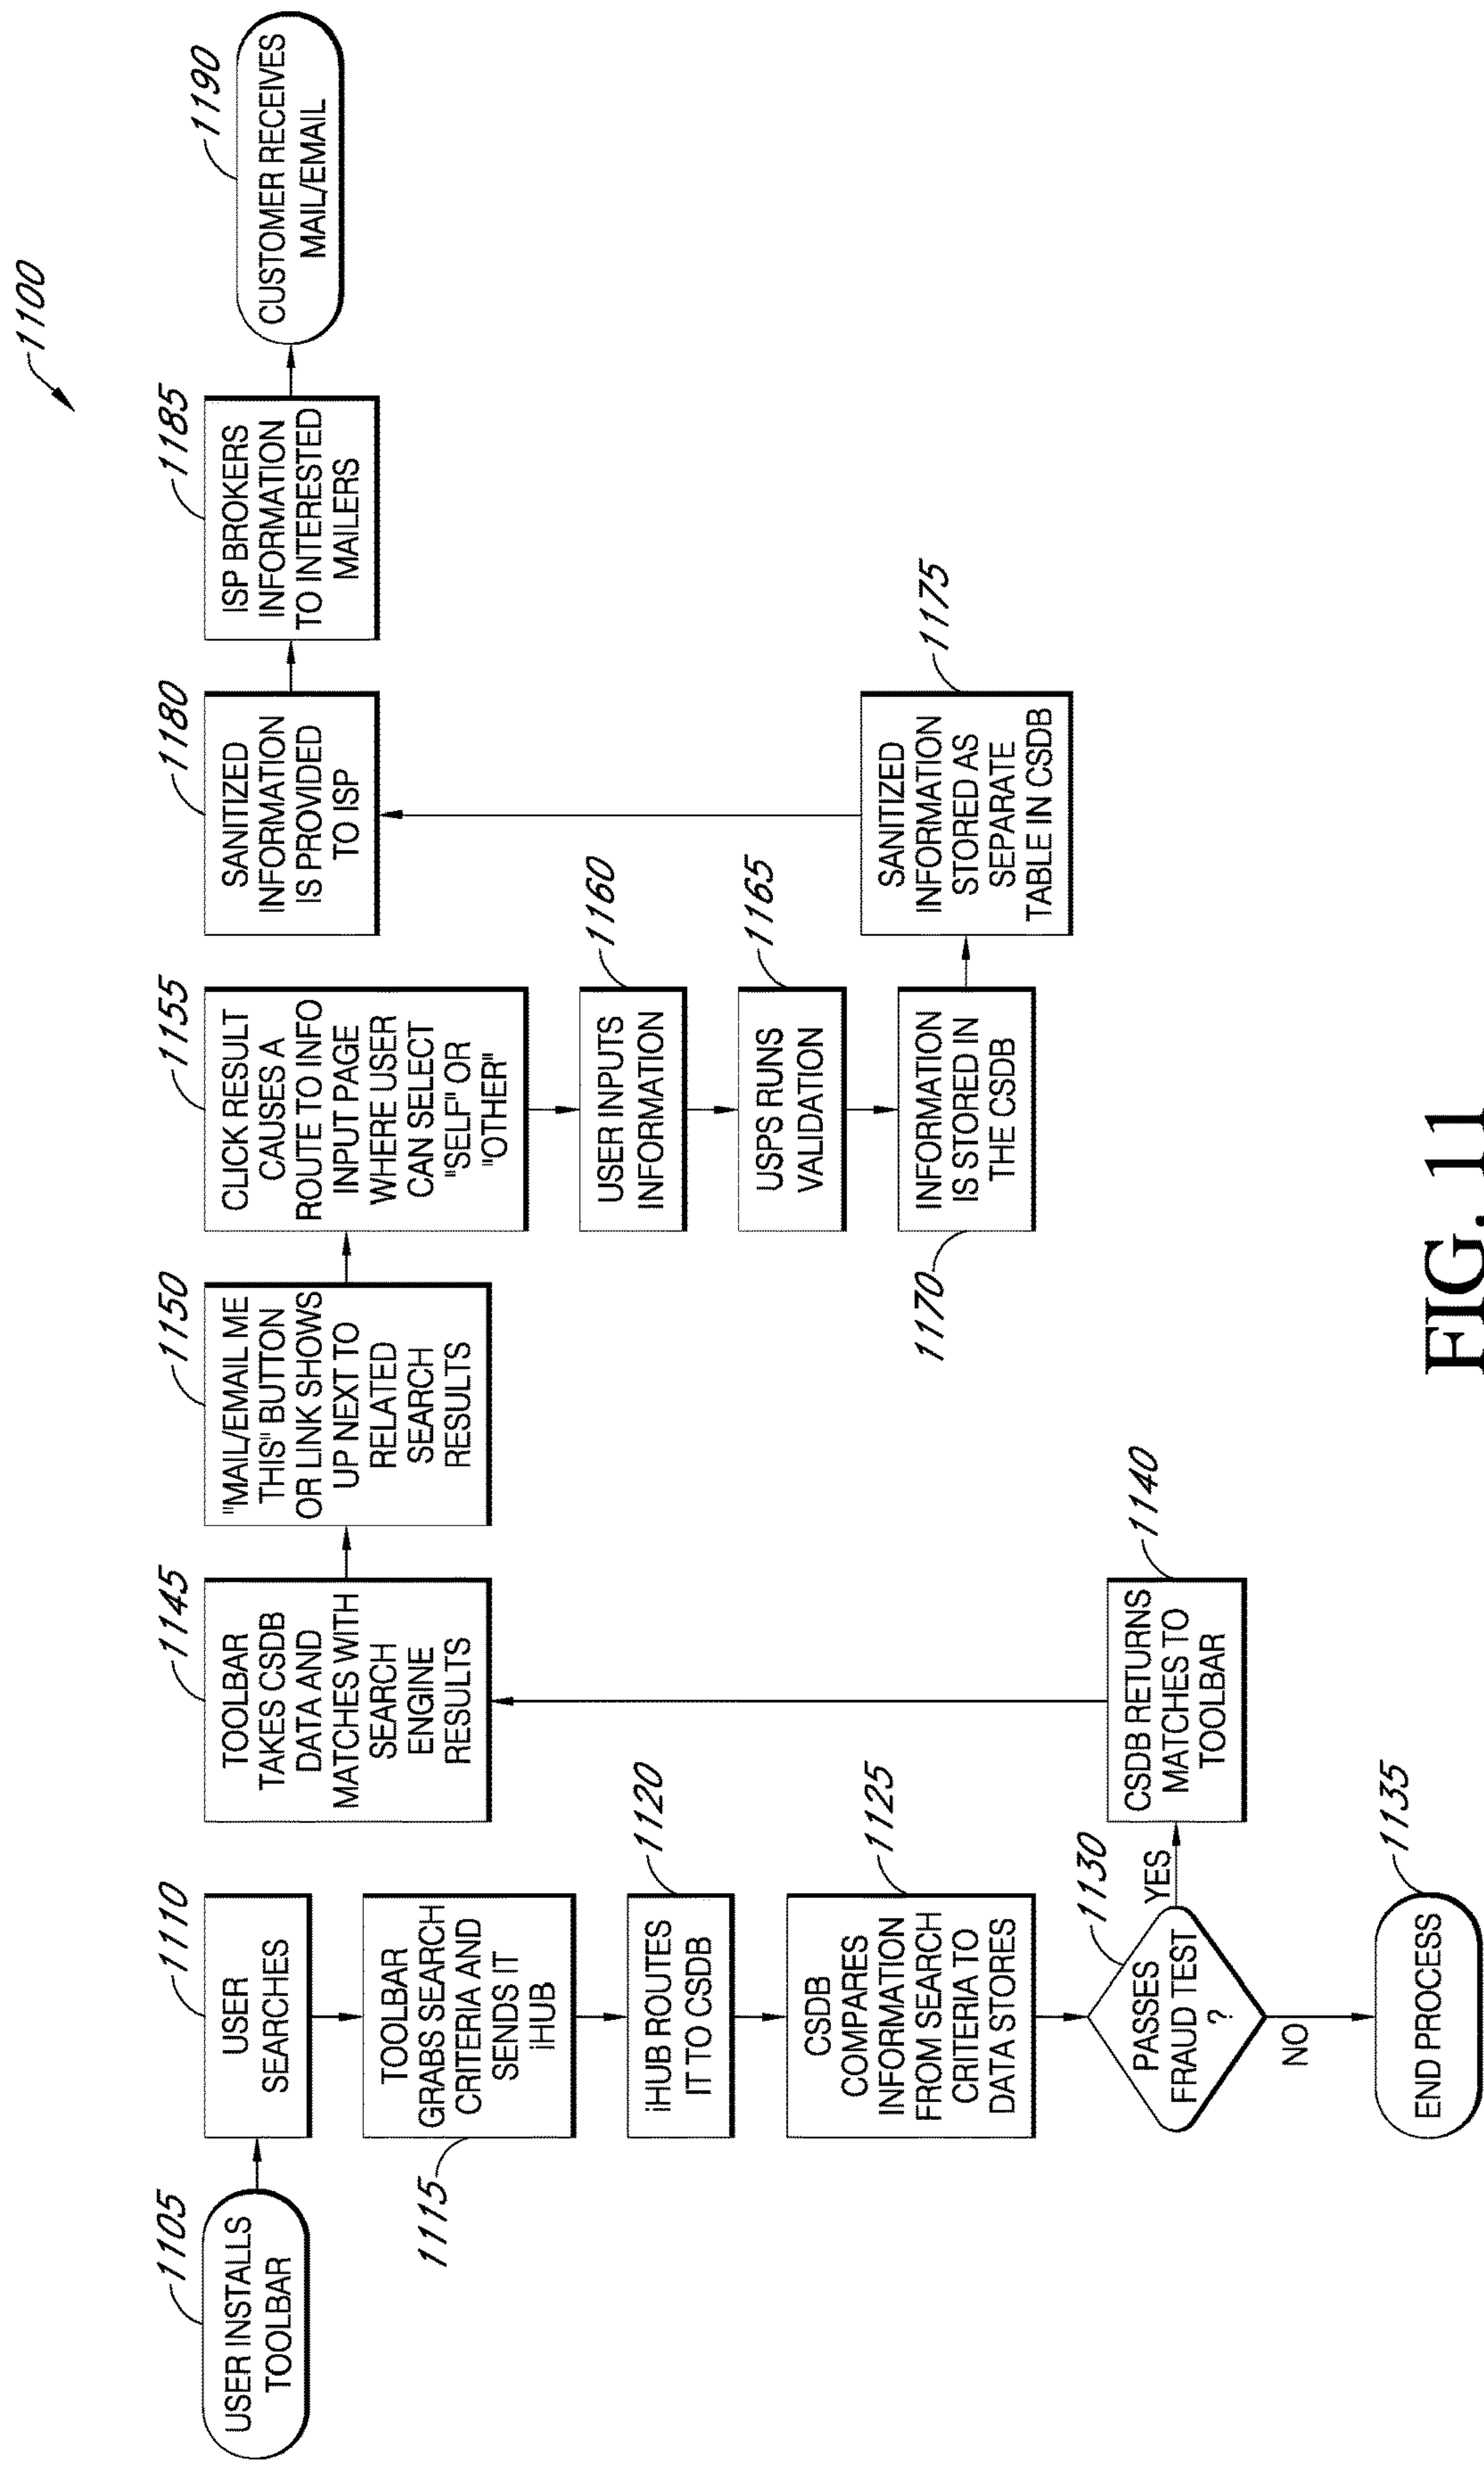 1100
1105
USER INSTALLS
TOOLBAR
1110
USER
SEARCHES
1115
TOOLBAR
GRABS SEARCH
CRITERIA AND
SENDS IT
iHUB
1120
iHUB ROUTES
IT TO CSDB
1125
CSDB
COMPARES
INFORMATION
FROM SEARCH
CRITERIA TO
DATA STORES
1130
PASSES
FRAUD TEST
?
YES
NO
1135
END PROCESS
1140
CSDB RETURNS
MATCHES TO
TOOLBAR
1145
TOOLBAR
TAKES CSDB
DATA AND
MATCHES WITH
SEARCH
ENGINE
RESULTS
1150
"MAIL/EMAIL ME
THIS" BUTTON
OR LINK SHOWS
UP NEXT TO
RELATED
SEARCH
RESULTS
1155
CLICK RESULT
CAUSES A
ROUTE TO INFO
INPUT PAGE
WHERE USER
CAN SELECT
"SELF" OR
"OTHER"
1160
USER INPUTS
INFORMATION
1165
USPS RUNS
VALIDATION
1170
INFORMATION
IS STORED IN
THE CSDB
1175
SANITIZED
INFORMATION
STORED AS
SEPARATE
TABLE IN CSDB
1180
SANITIZED
INFORMATION
IS PROVIDED
TO ISP
1185
ISP BROKERS
INFORMATION
TO INTERESTED
MAILERS
1190
CUSTOMER RECEIVES
MAIL/EMAIL
FIG. 11